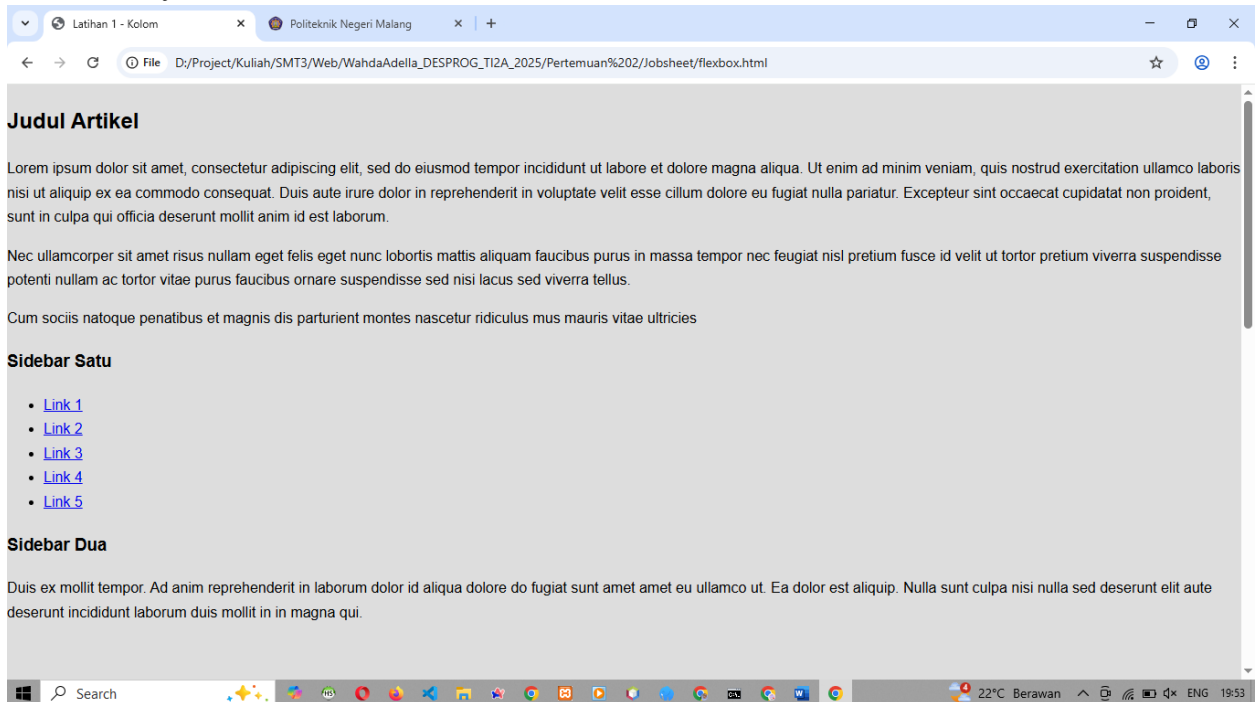 Latihan 1 - Kolom
Politeknik Negeri Malang
File D:/Project/Kuliah/SMT3/Web/WahdaAdella_DESPROG_TI2A_2025/Pertemuan%202/Jobsheet/flexbox.html
Judul Artikel
Lorem ipsum dolor sit amet, consectetur adipiscing elit, sed do eiusmod tempor incididunt ut labore et dolore magna aliqua. Ut enim ad minim veniam, quis nostrud exercitation ullamco laboris
nisi ut aliquip ex ea commodo consequat. Duis aute irure dolor in reprehenderit in voluptate velit esse cillum dolore eu fugiat nulla pariatur. Excepteur sint occaecat cupidatat non proident,
sunt in culpa qui officia deserunt mollit anim id est laborum.
Nec ullamcorper sit amet risus nullam eget felis eget nunc lobortis mattis aliquam faucibus purus in massa tempor nec feugiat nisl pretium fusce id velit ut tortor pretium viverra suspendisse
potenti nullam ac tortor vitae purus faucibus ornare suspendisse sed nisi lacus sed viverra tellus.
Cum sociis natoque penatibus et magnis dis parturient montes nascetur ridiculus mus mauris vitae ultricies
Sidebar Satu
• Link 1
• Link 2
• Link 3
• Link 4
• Link 5
Sidebar Dua
Duis ex mollit tempor. Ad anim reprehenderit in laborum dolor id aliqua dolore do fugiat sunt amet amet eu ullamco ut. Ea dolor est aliquip. Nulla sunt culpa nisi nulla sed deserunt elit aute
deserunt incididunt laborum duis mollit in in magna qui.
Search
22°C Berawan
ENG
19:53